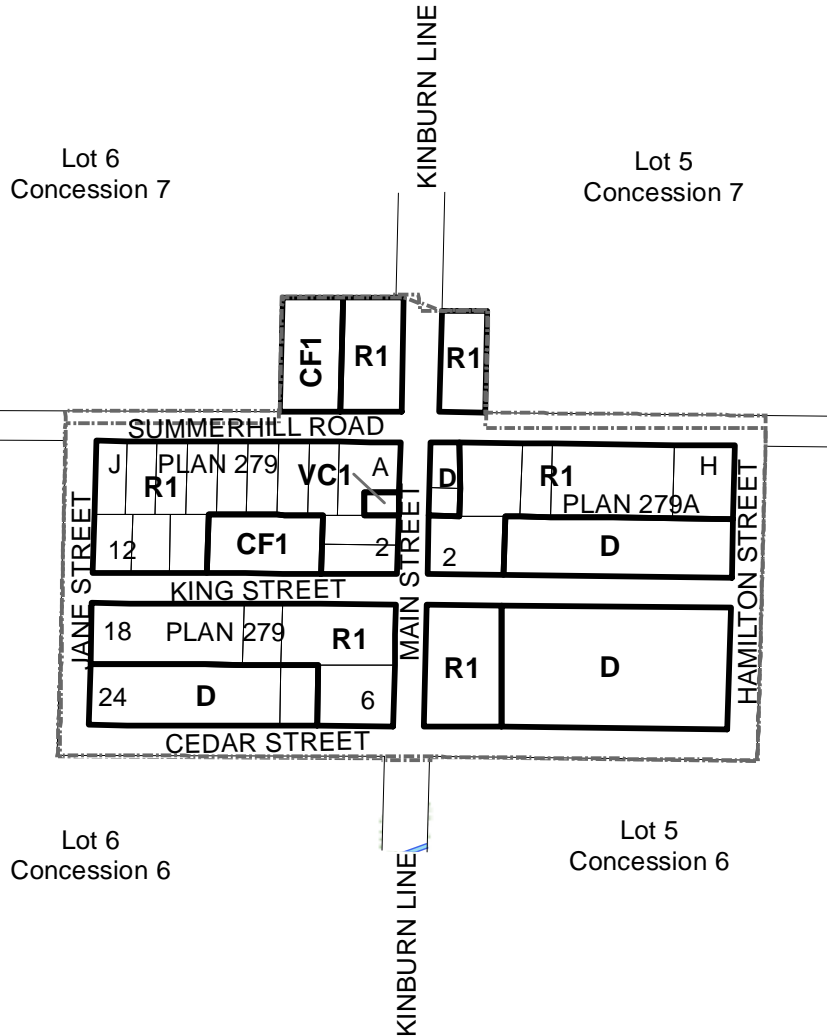 KINBURN LINE
Lot 6
Concession 7
Lot 5
Concession 7
CF1
R1
R1
SUMMERHILL ROAD
J
PLAN 279
VC1
A
R1
D
R1
H
PLAN 279A
12
CF1
2
2
D
JANE STREET
MAIN STREET
HAMILTON STREET
KING STREET
18
PLAN 279
R1
R1
D
24
D
6
CEDAR STREET
Lot 6
Concession 6
Lot 5
Concession 6
KINBURN LINE